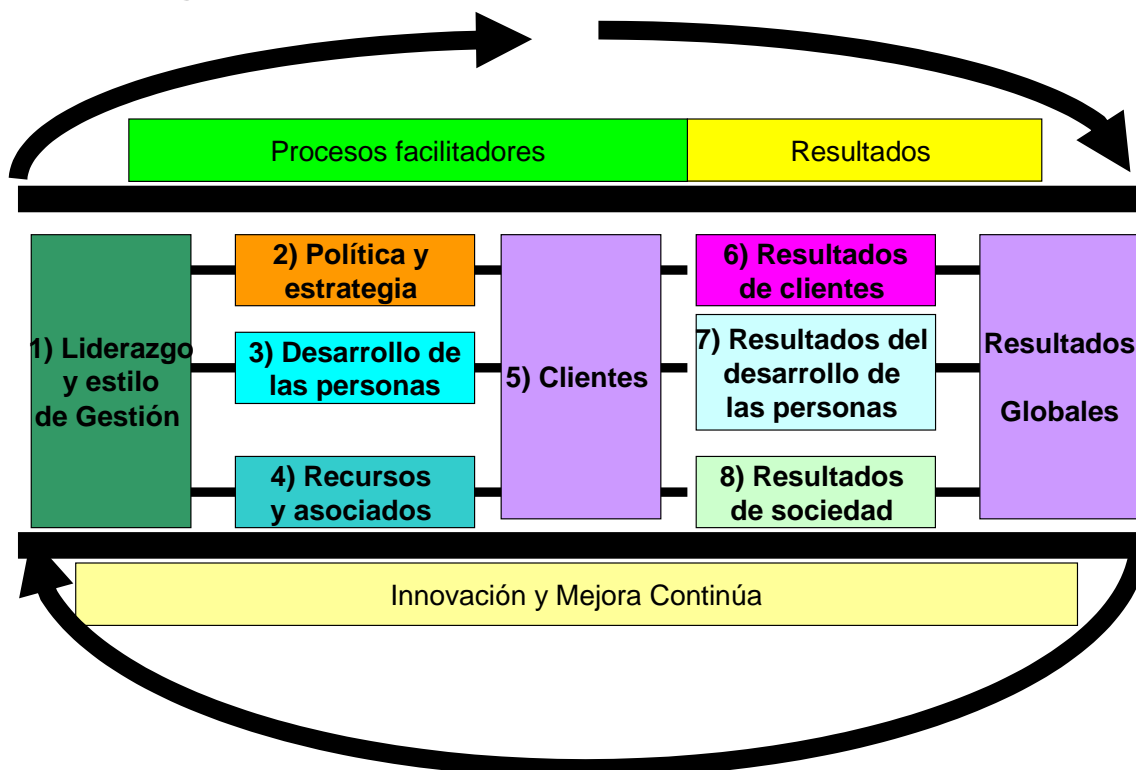 Procesos facilitadores
Resultados
1) Liderazgo
y estilo
de Gestión
2) Política y
estrategia
3) Desarrollo de
las personas
4) Recursos
y asociados
5) Clientes
6) Resultados
de clientes
7) Resultados del
desarrollo de
las personas
8) Resultados
de sociedad
Resultados
Globales
Innovación y Mejora Continúa